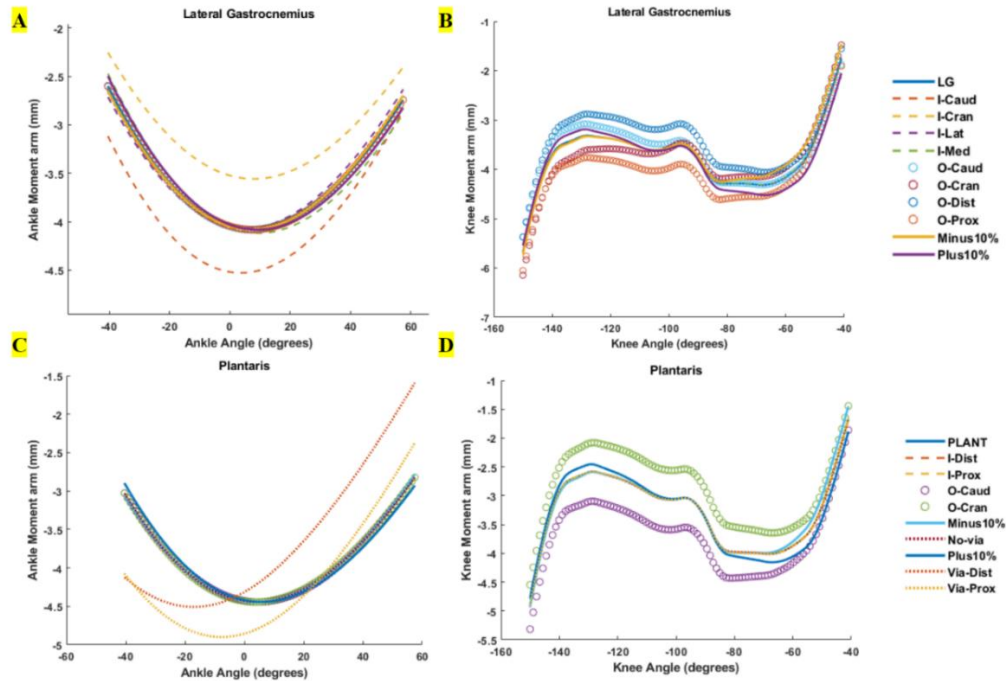 A
Lateral Gastrocnemius
-2
-2.5
-3
-3.5
-4
-4.5
Ankle Moment arm (mm)
-40 -20 0 20 40 60
Ankle Angle (degrees)
B
Lateral Gastrocnemius
-1
-2
-3
-4
-5
-6
-7
Knee Moment arm (mm)
-160 -140 -120 -100 -80 -60 -40
Knee Angle (degrees)
LG
I-Caud
I-Cran
I-Lat
I-Med
O-Caud
O-Cran
O-Dist
O-Prox
Minus10%
Plus10%
C
Plantaris
-1.5
-2
-2.5
-3
-3.5
-4
-4.5
-5
Ankle Moment arm (mm)
-60 -40 -20 0 20 40 60
Ankle Angle (degrees)
D
Plantaris
-1
-1.5
-2
-2.5
-3
-3.5
-4
-4.5
-5
-5.5
Knee Moment arm (mm)
-160 -140 -120 -100 -80 -60 -40
Knee Angle (degrees)
PLANT
I-Dist
I-Prox
O-Caud
O-Cran
Minus10%
No-via
Plus10%
Via-Dist
Via-Prox